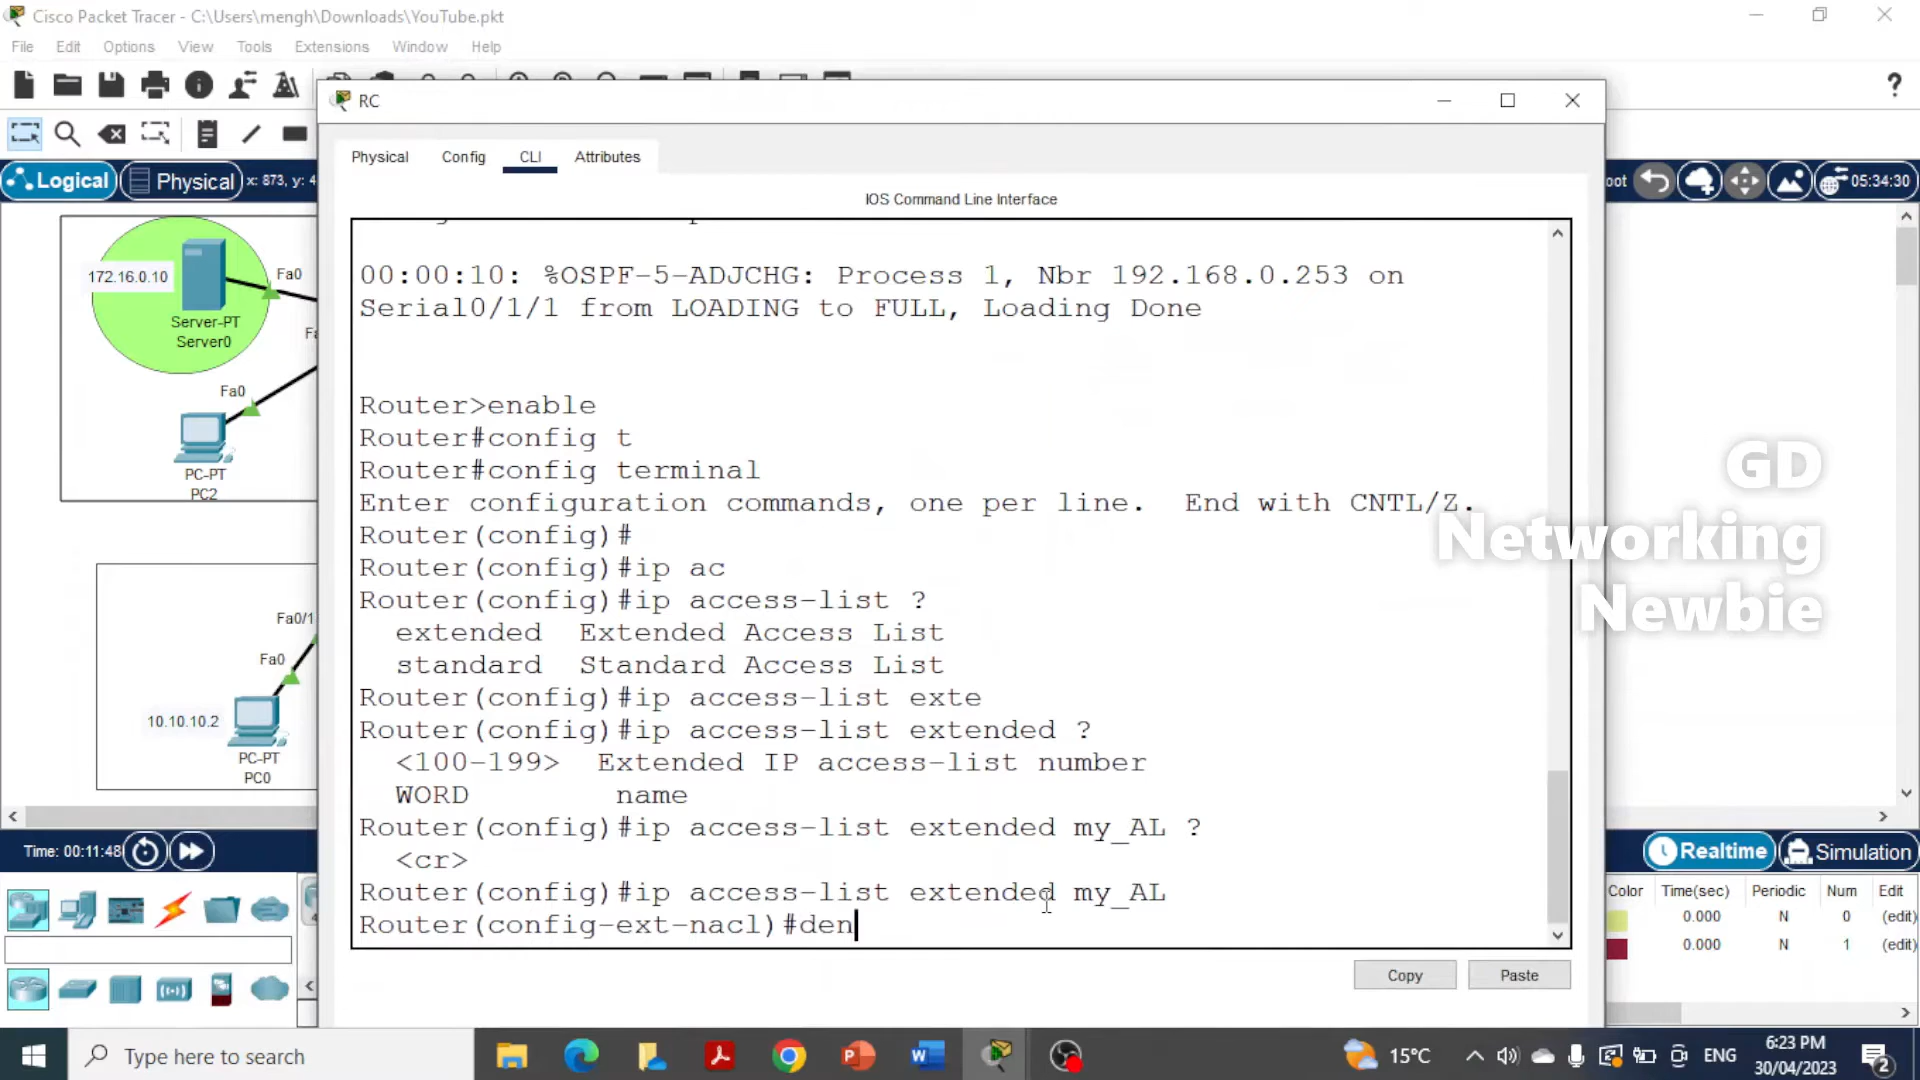 Cisco Packet Tracer - C:\Users\mengh\Downloads\YouTube.pkt
File Edit Options View Tools Extensions Window Help
RC
Physical Config CLI Attributes
Logical Physical x: 873, y: 4
oot 05:34:30
IOS Command Line Interface
00:00:10: %OSPF-5-ADJCHG: Process 1, Nbr 192.168.0.253 on
Serial0/1/1 from LOADING to FULL, Loading Done
Router>enable
Router#config t
Router#config terminal
Enter configuration commands, one per line.  End with CNTL/Z.
Router(config)#
Router(config)#ip ac
Router(config)#ip access-list ?
extended  Extended Access List
standard  Standard Access List
Router(config)#ip access-list exte
Router(config)#ip access-list extended ?
<100-199>  Extended IP access-list number
WORD  name
Router(config)#ip access-list extended my_AL ?
<cr>
Router(config)#ip access-list extended my_AL
Router(config-ext-nacl)#den
Copy Paste
172.16.0.10
Fa0
Server-PT
Server0
Fa
Fa0
PC-PT
PC2
Fa0/1
Fa0
10.10.10.2
PC-PT
PC0
GD
Networking
Newbie
Time: 00:11:48
Realtime Simulation
Color Time(sec) Periodic Num Edit
0.000 N 0 (edit)
0.000 N 1 (edit)
Type here to search
15°C
ENG
6:23 PM
30/04/2023
2